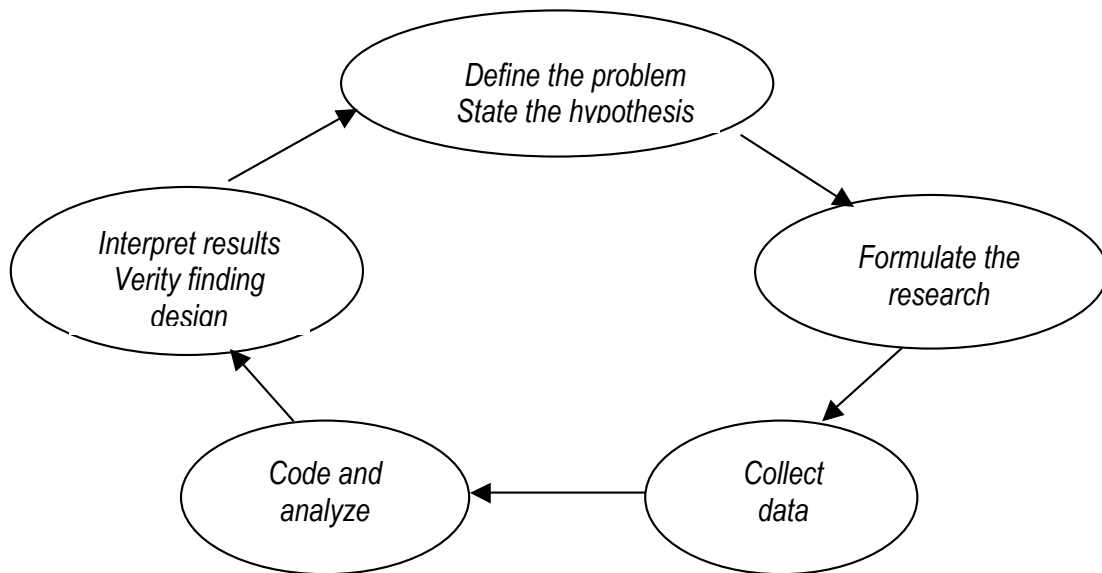 Define the problem
State the hypothesis
Formulate the
research
Collect
data
Code and
analyze
Interpret results
Verity finding
design